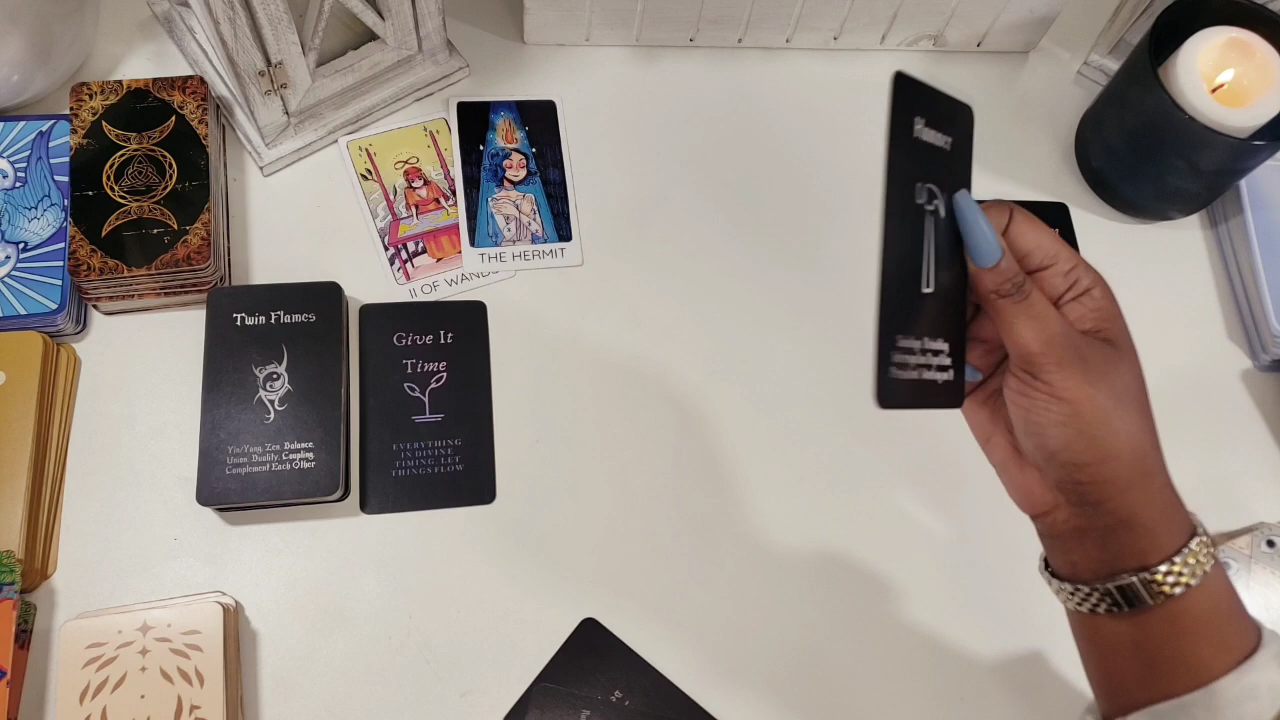 THE HERMIT
II OF WANDS
Twin Flames
Yin/Yang, Zen, Balance,
Union, Duality, Coupling,
Complement Each Other
Give It
Time
EVERYTHING
IN DIVINE
TIMING. LET
THINGS FLOW
Hammer